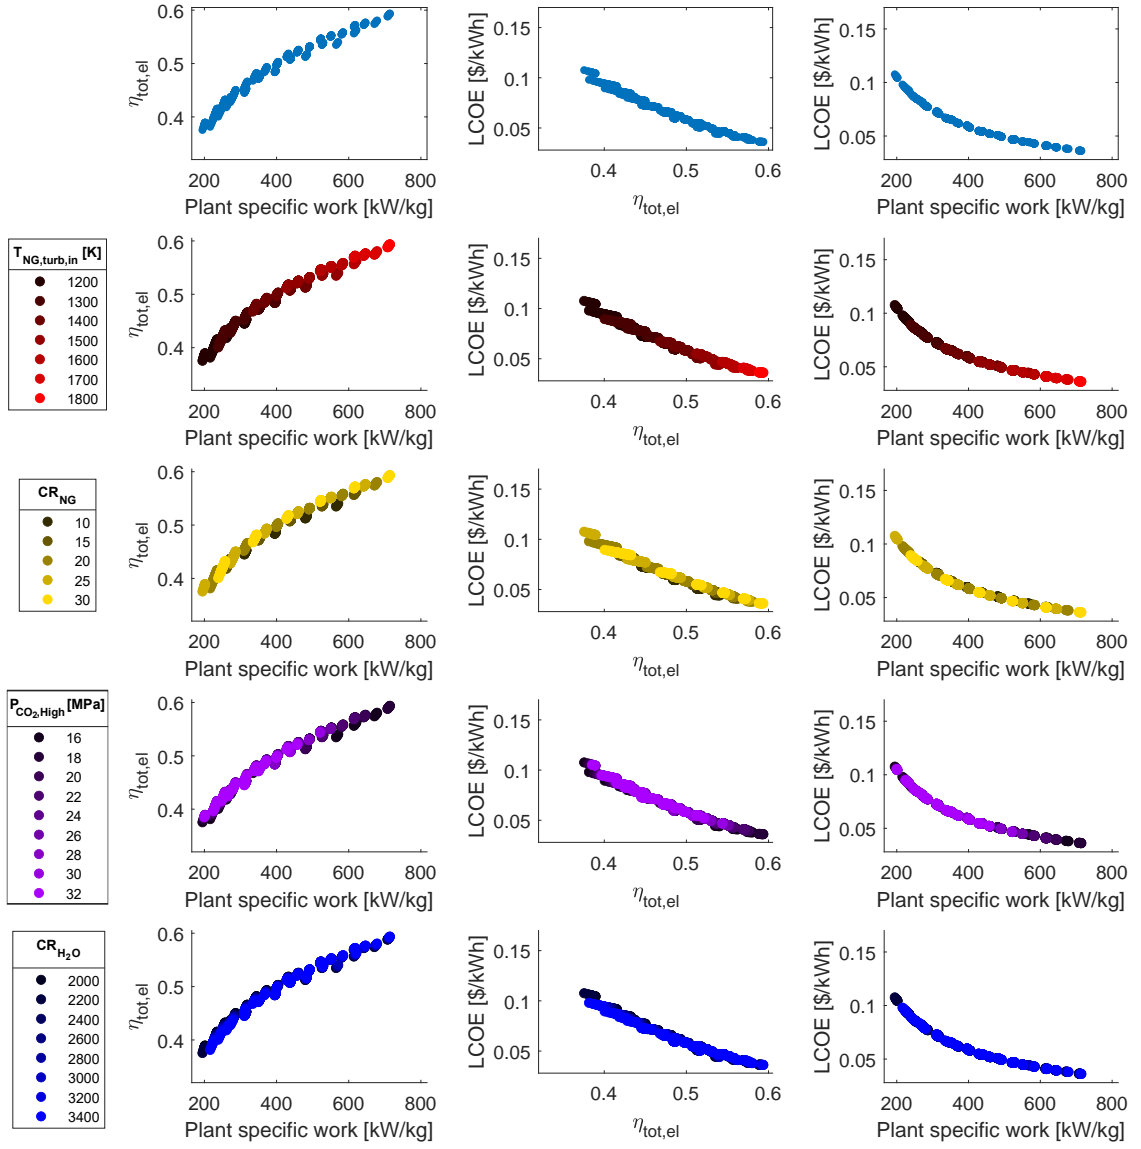 0.6
0.5
0.4
η_tot,el
200 400 600 800
Plant specific work [kW/kg]
0.15
0.1
0.05
LCOE [$/kWh]
0.4 0.5 0.6
η_tot,el
0.15
0.1
0.05
LCOE [$/kWh]
200 400 600 800
Plant specific work [kW/kg]
T_NG,turb,in [K]
1200
1300
1400
1500
1600
1700
1800
0.6
0.5
0.4
η_tot,el
200 400 600 800
Plant specific work [kW/kg]
0.15
0.1
0.05
LCOE [$/kWh]
0.4 0.5 0.6
η_tot,el
0.15
0.1
0.05
LCOE [$/kWh]
200 400 600 800
Plant specific work [kW/kg]
CR_NG
10
15
20
25
30
0.6
0.5
0.4
η_tot,el
200 400 600 800
Plant specific work [kW/kg]
0.15
0.1
0.05
LCOE [$/kWh]
0.4 0.5 0.6
η_tot,el
0.15
0.1
0.05
LCOE [$/kWh]
200 400 600 800
Plant specific work [kW/kg]
P_CO₂,High [MPa]
16
18
20
22
24
26
28
30
32
0.6
0.5
0.4
η_tot,el
200 400 600 800
Plant specific work [kW/kg]
0.15
0.1
0.05
LCOE [$/kWh]
0.4 0.5 0.6
η_tot,el
0.15
0.1
0.05
LCOE [$/kWh]
200 400 600 800
Plant specific work [kW/kg]
CR_H₂O
2000
2200
2400
2600
2800
3000
3200
3400
0.6
0.5
0.4
η_tot,el
200 400 600 800
Plant specific work [kW/kg]
0.15
0.1
0.05
LCOE [$/kWh]
0.4 0.5 0.6
η_tot,el
0.15
0.1
0.05
LCOE [$/kWh]
200 400 600 800
Plant specific work [kW/kg]